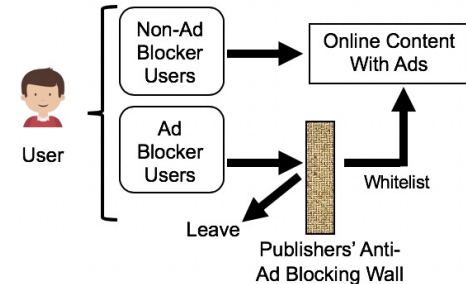 Non-Ad
Blocker
Users
Online Content
With Ads
User
Ad
Blocker
Users
Whitelist
Leave
Publishers' Anti-
Ad Blocking Wall